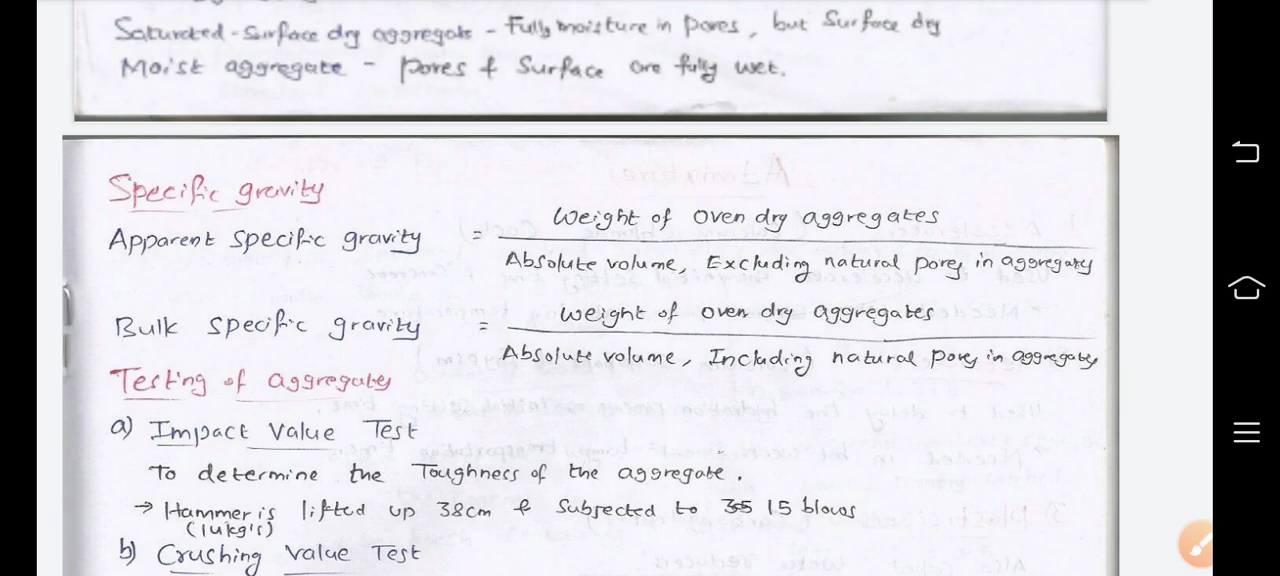 Saturated-Surface dry aggregate - Fully moisture in pores, but Surface dry
Moist aggregate - pores & Surface are fully wet.
Specific gravity
Apparent specific gravity = Weight of oven dry aggregates
Absolute volume, Excluding natural pores in aggregates
Bulk specific gravity = Weight of oven dry aggregates
Absolute volume, Including natural pores in aggregates
Testing of aggregates
a) Impact Value Test
To determine the Toughness of the aggregate.
→ Hammer is lifted up 38cm & subjected to 15 blows
(14kg's)
b) Crushing Value Test